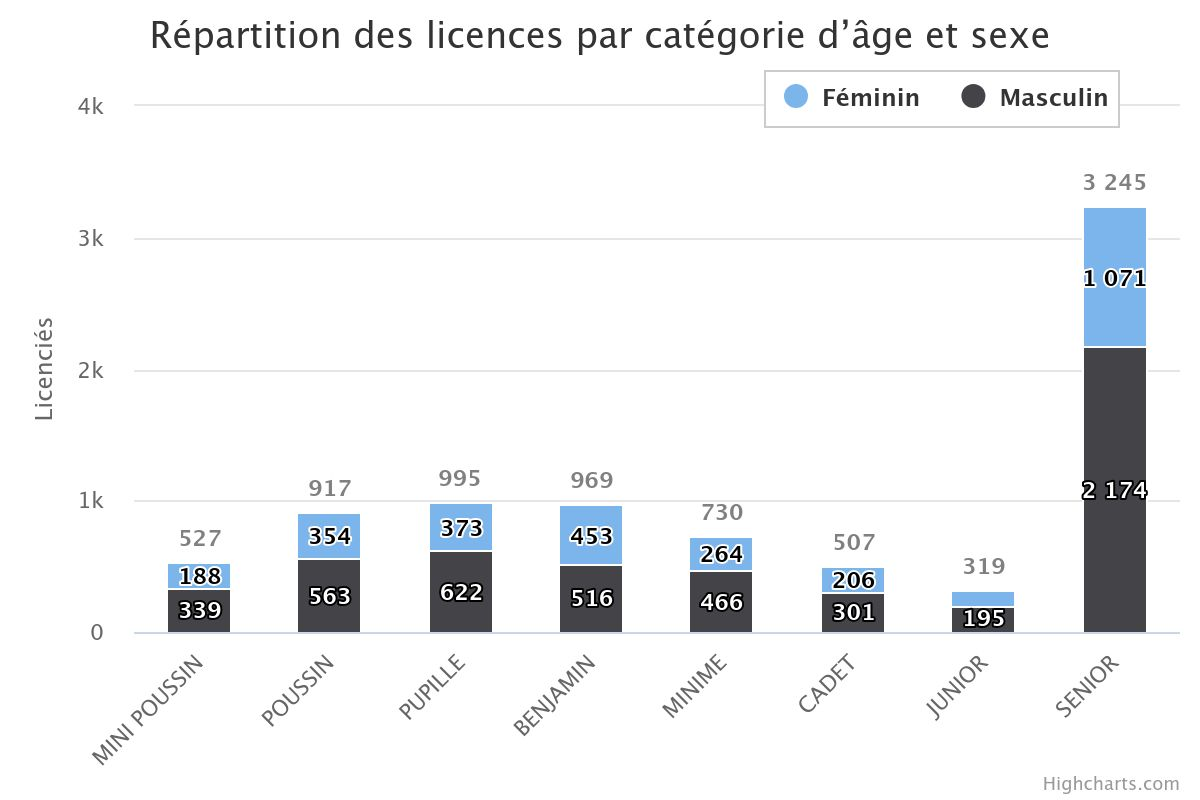 Répartition des licences par catégorie d’âge et sexe
Féminin Masculin
4k
3k
2k
1k
0
Licenciés
527
188
339
917
354
563
995
373
622
969
453
516
730
264
466
507
206
301
319
195
3 245
1 071
2 174
MINI POUSSIN
POUSSIN
PUPILLE
BENJAMIN
MINIME
CADET
JUNIOR
SENIOR
Highcharts.com